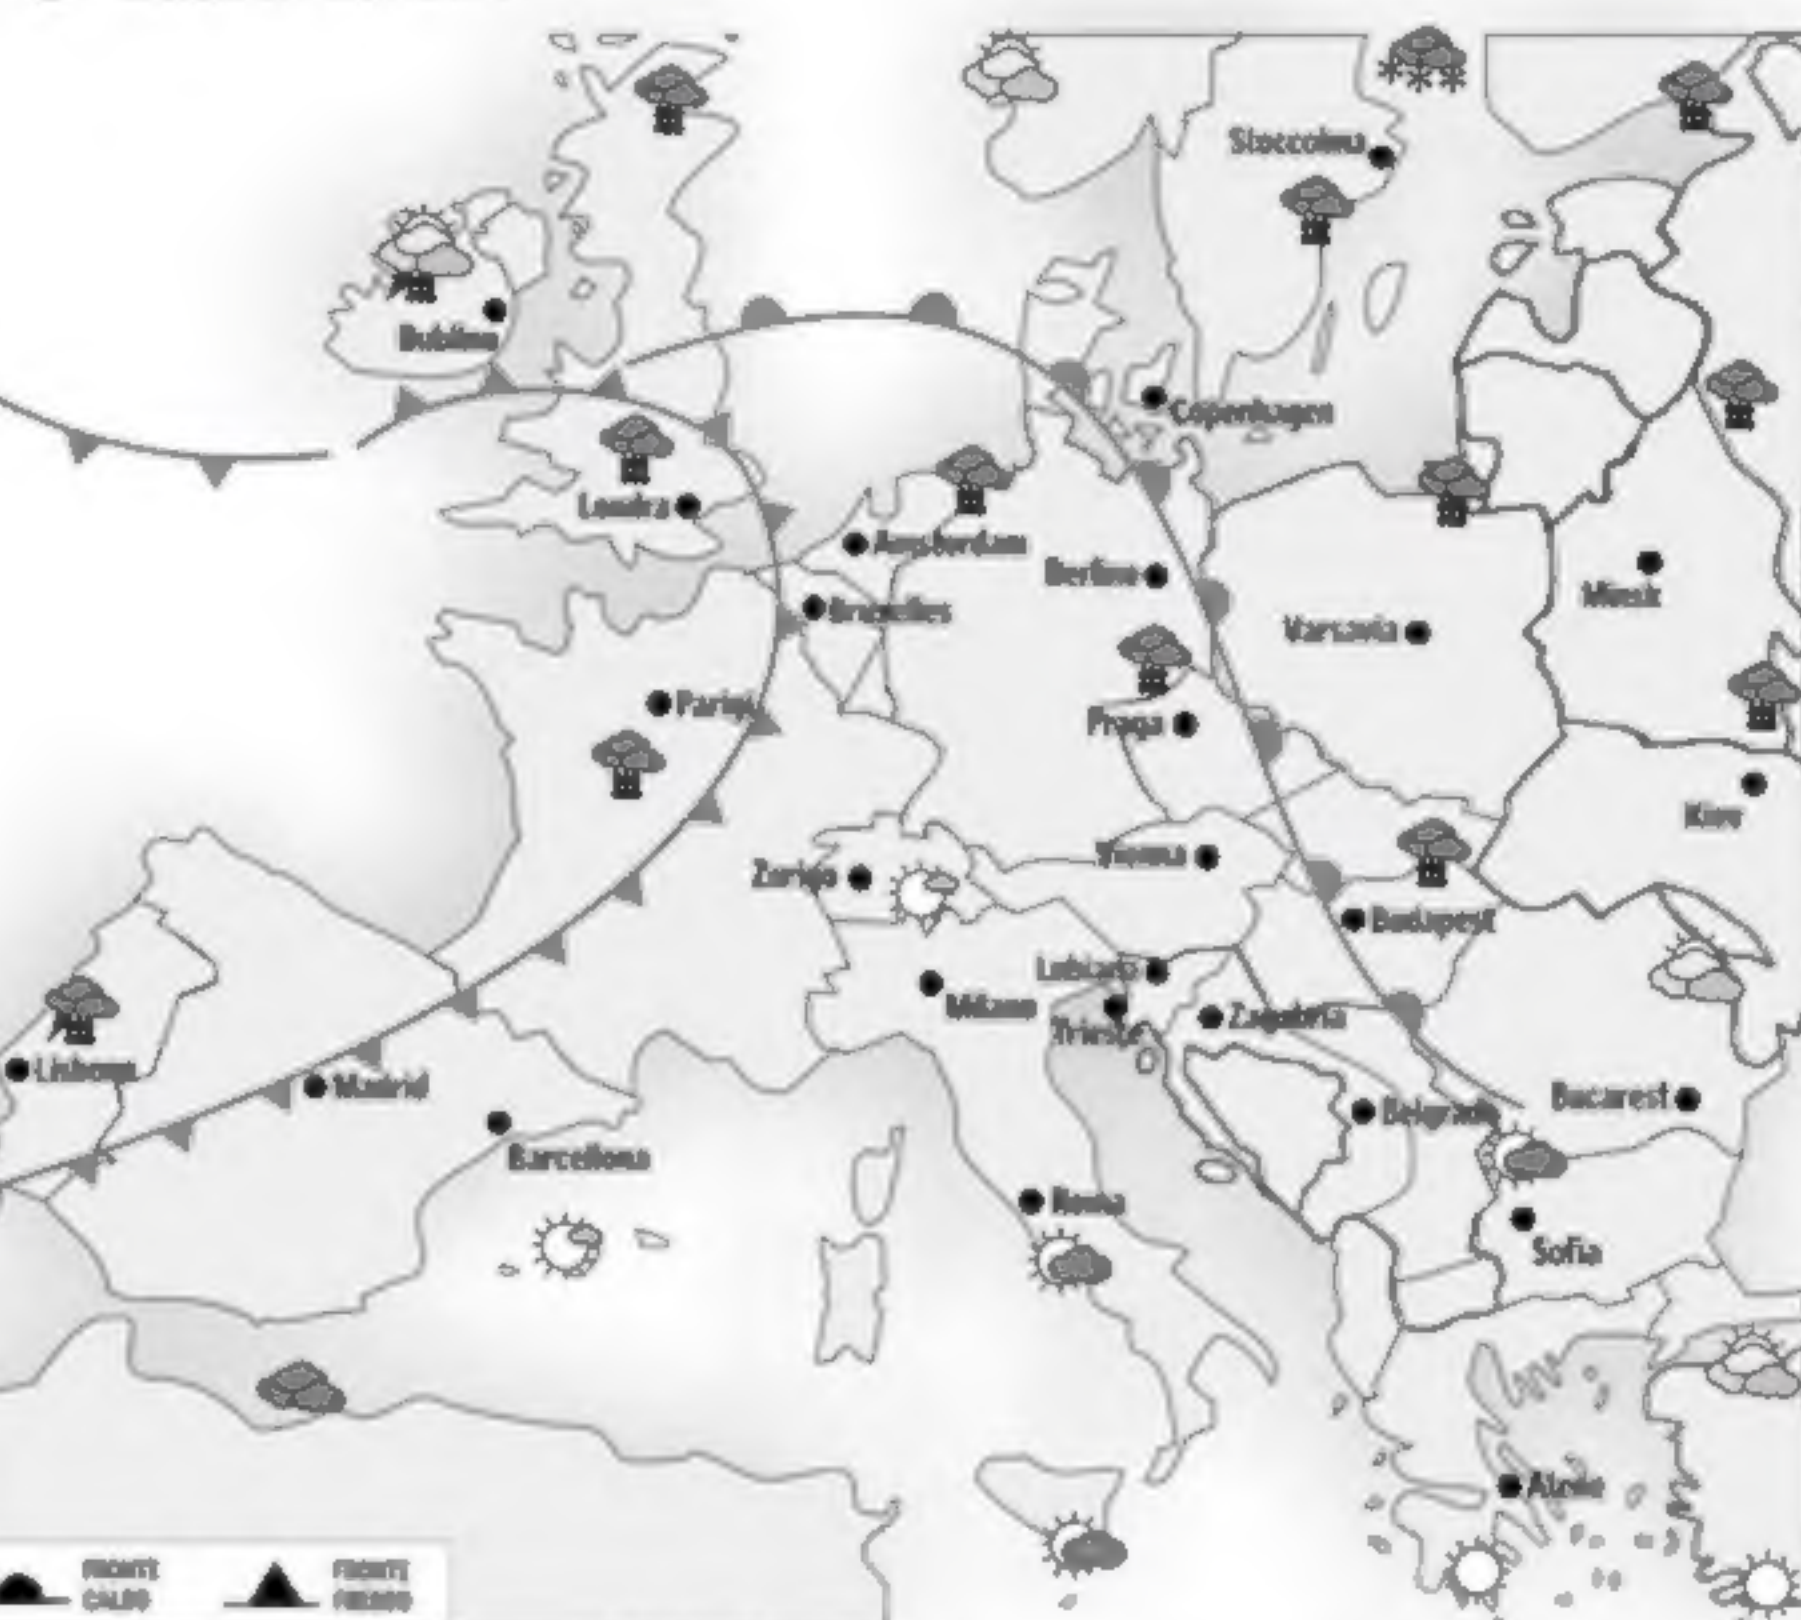 Stoccolma
Dublino
Copenhagen
Londra
Amsterdam
Berlino
Bruxelles
Minsk
Varsavia
Parigi
Praga
Kiev
Vienna
Zurigo
Budapest
Lubiana
Milano
Zagabria
Trieste
Lisbona
Madrid
Belgrado
Bucarest
Barcellona
Roma
Sofia
Atene
FRONTE
CALDO
FRONTE
FREDDO